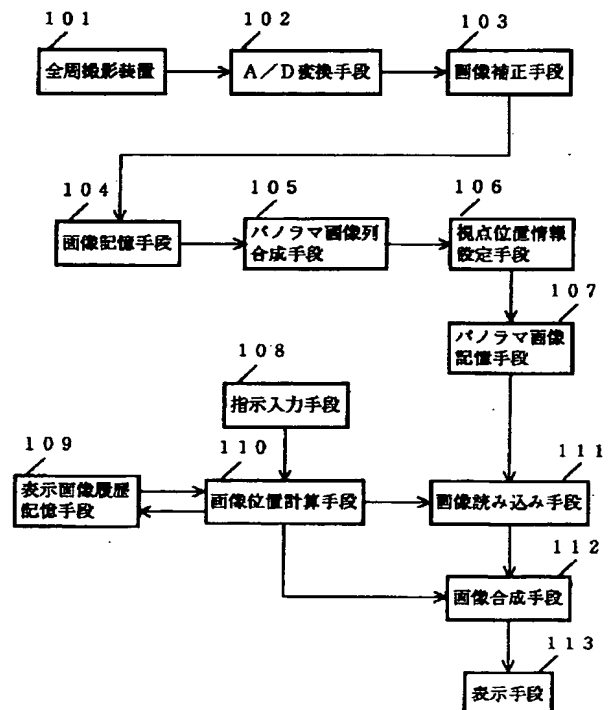 １０１
全周撮影装置
１０２
Ａ／Ｄ変換手段
１０３
画像補正手段
１０４
画像記憶手段
１０５
パノラマ画像列
合成手段
１０６
視点位置情報
設定手段
１０７
パノラマ画像
記憶手段
１０８
指示入力手段
１０９
表示画像履歴
記憶手段
１１０
画像位置計算手段
１１１
画像読み込み手段
１１２
画像合成手段
１１３
表示手段